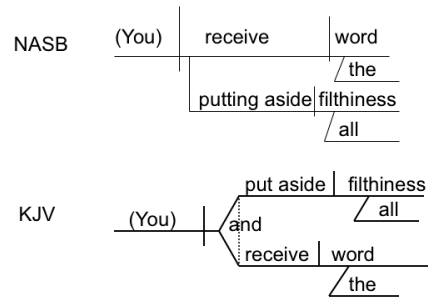 NASB (You) receive word
the
putting aside filthiness
all
put aside filthiness
all
KJV (You) and
receive word
the